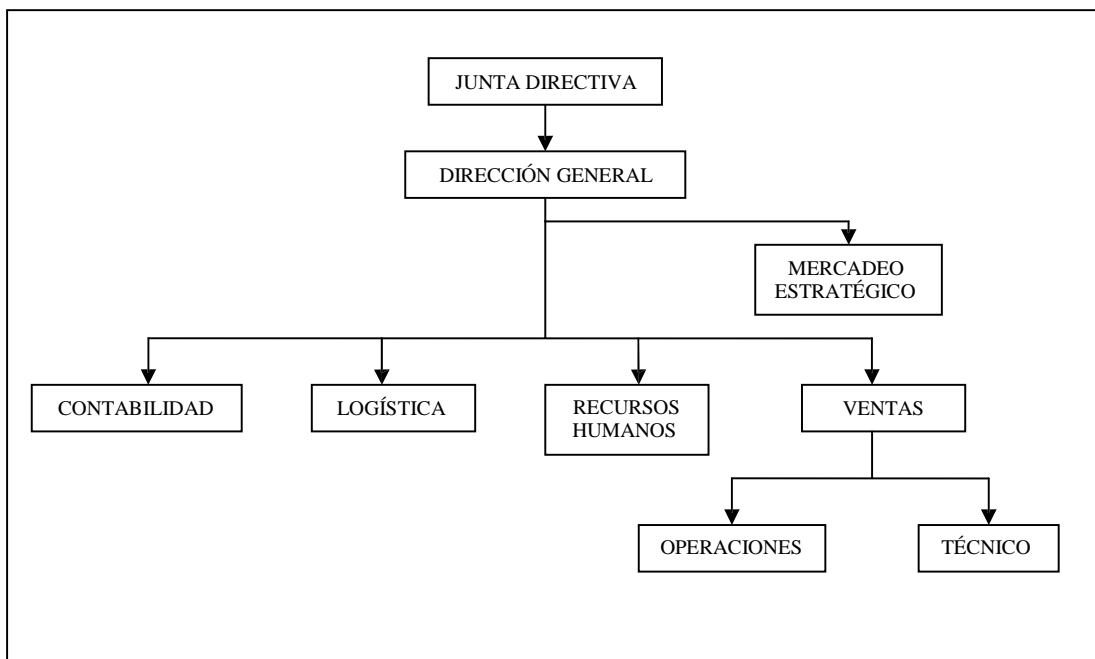 JUNTA DIRECTIVA
DIRECCIÓN GENERAL
MERCADEO
ESTRATÉGICO
CONTABILIDAD
LOGÍSTICA
RECURSOS
HUMANOS
VENTAS
OPERACIONES
TÉCNICO